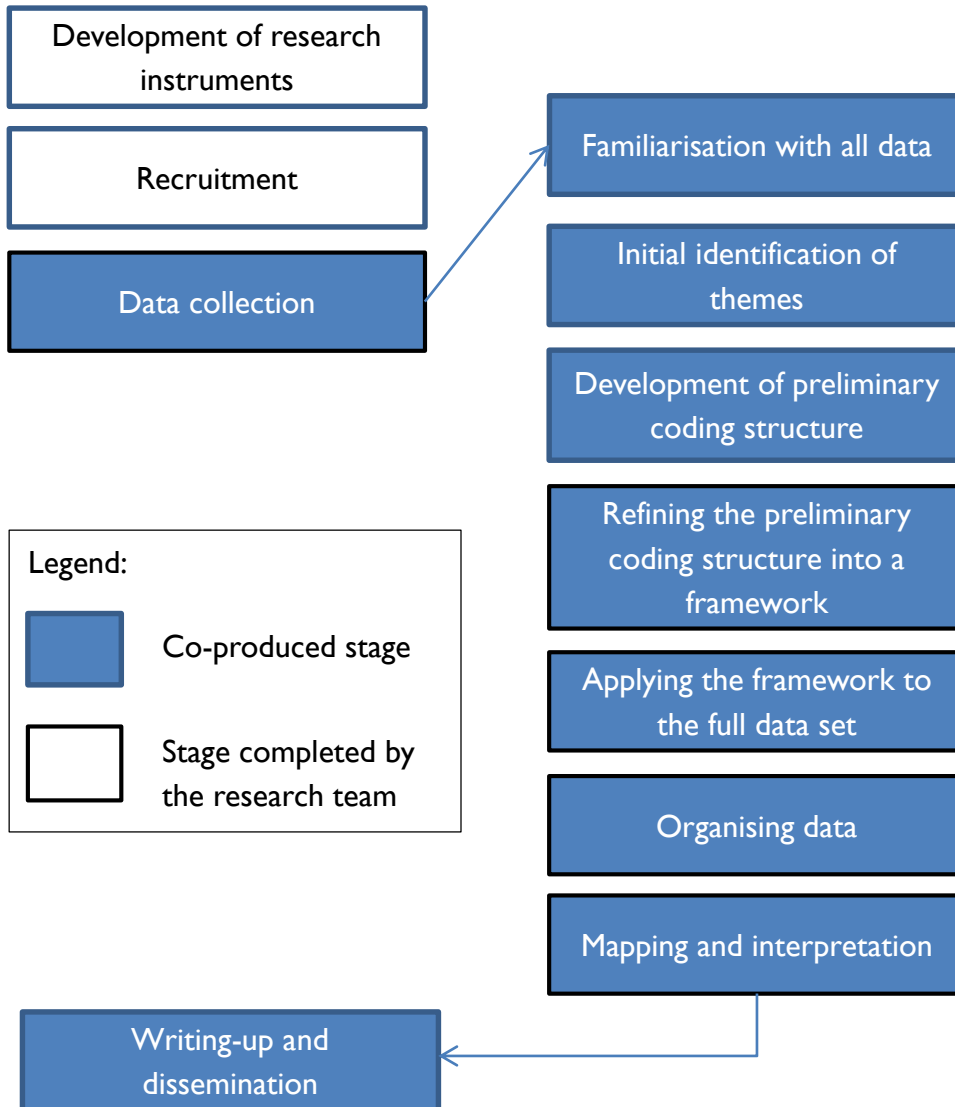 Development of research
instruments
Recruitment
Data collection
Familiarisation with all data
Initial identification of
themes
Development of preliminary
coding structure
Refining the preliminary
coding structure into a
framework
Applying the framework to
the full data set
Organising data
Mapping and interpretation
Writing-up and
dissemination
Legend:
Co-produced stage
Stage completed by
the research team